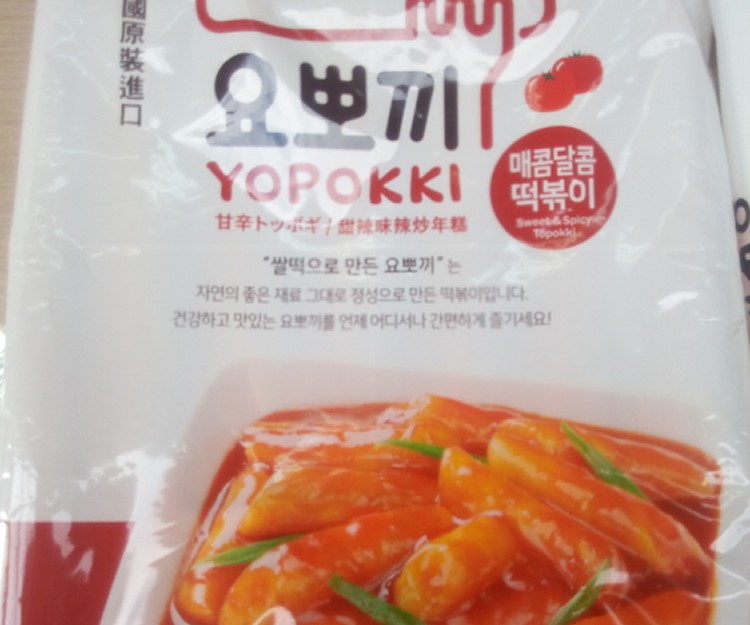 國原裝進口
요뽀끼
YOPOKKI
매콤달콤
떡볶이
Sweet & Spicy
Topokki
甘辛トッポギ / 甜辣味辣炒年糕
"쌀떡으로 만든 요뽀끼" 는
자연의 좋은 재료 그대로 정성으로 만든 떡볶이입니다.
건강하고 맛있는 요뽀끼를 언제 어디서나 간편하게 즐기세요!